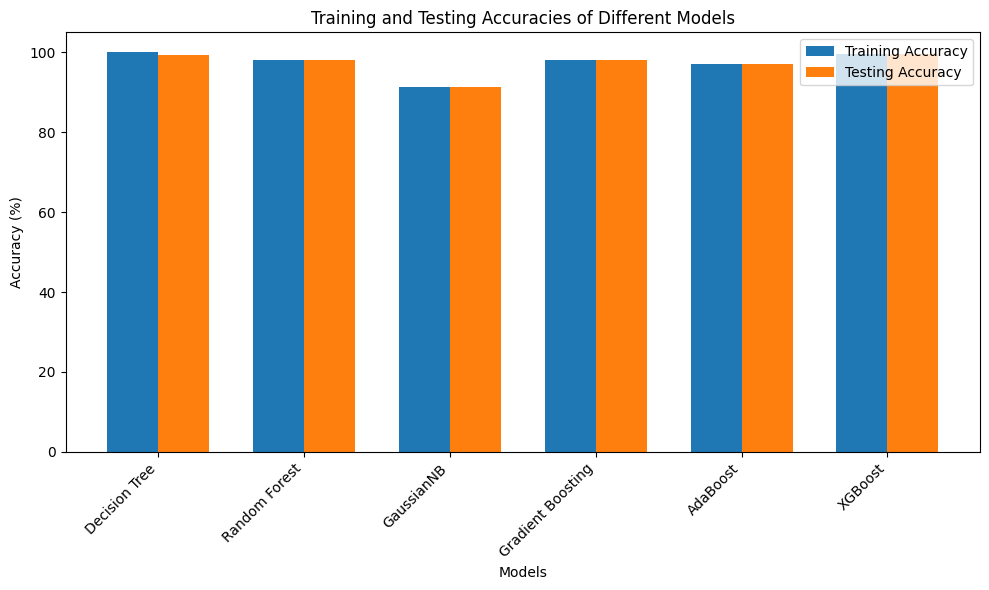 Training and Testing Accuracies of Different Models
Training Accuracy
Testing Accuracy
Accuracy (%)
100
80
60
40
20
0
Decision Tree
Random Forest
GaussianNB
Gradient Boosting
AdaBoost
XGBoost
Models